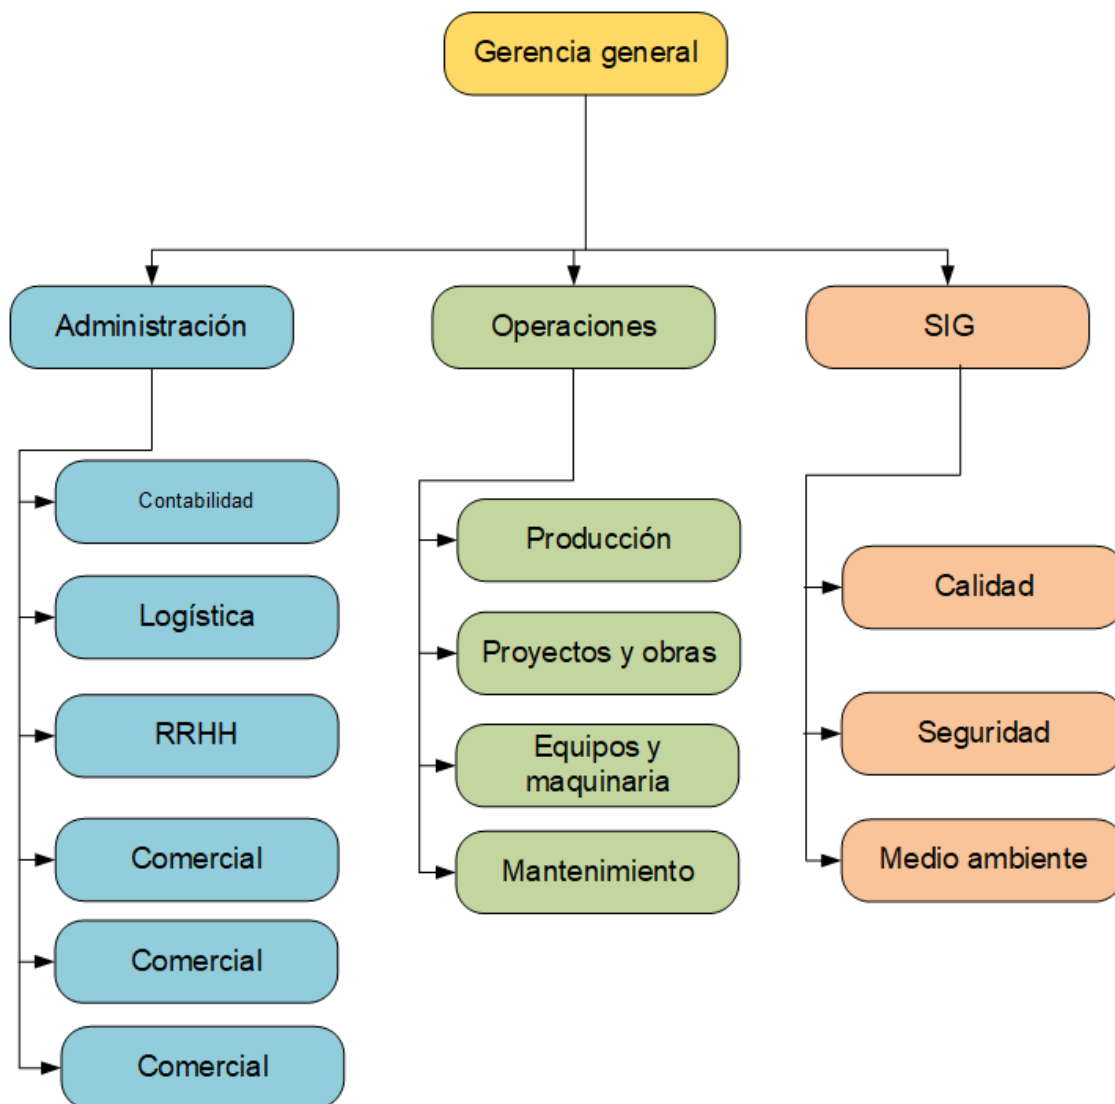 Gerencia general
Administración
Operaciones
SIG
Contabilidad
Logística
RRHH
Comercial
Comercial
Comercial
Producción
Proyectos y obras
Equipos y
maquinaria
Mantenimiento
Calidad
Seguridad
Medio ambiente